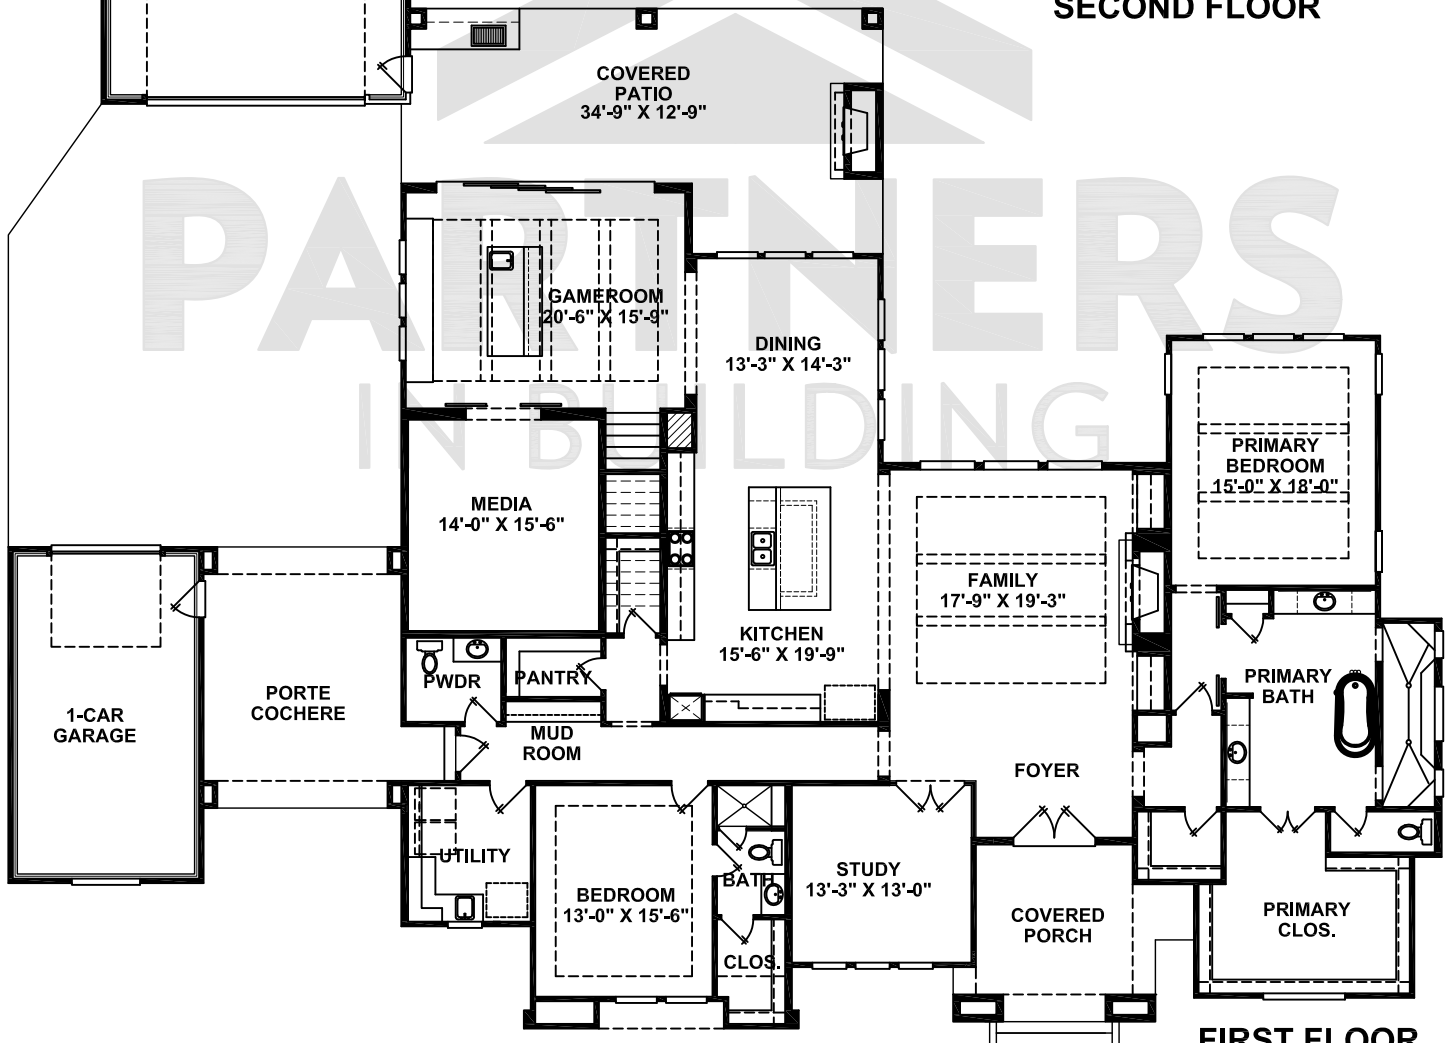 SECOND FLOOR
COVERED
PATIO
34'-9" X 12'-9"
PARTNERS
IN BUILDING
GAMEROOM
20'-6" X 15'-9"
DINING
13'-3" X 14'-3"
PRIMARY
BEDROOM
15'-0" X 18'-0"
MEDIA
14'-0" X 15'-6"
FAMILY
17'-9" X 19'-3"
KITCHEN
15'-6" X 19'-9"
PWDR
PANTRY
PRIMARY
BATH
PORTE
COCHERE
1-CAR
GARAGE
MUD
ROOM
FOYER
UTILITY
BEDROOM
13'-0" X 15'-6"
BATH
CLOS.
STUDY
13'-3" X 13'-0"
COVERED
PORCH
PRIMARY
CLOS.
FIRST FLOOR